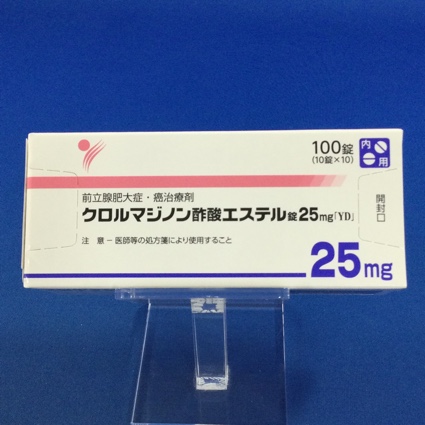 100錠
(10錠×10)
内用
前立腺肥大症・癌治療剤
クロルマジノン酢酸エステル錠25mg「YD」
注 意－医師等の処方箋により使用すること
開封口
25mg